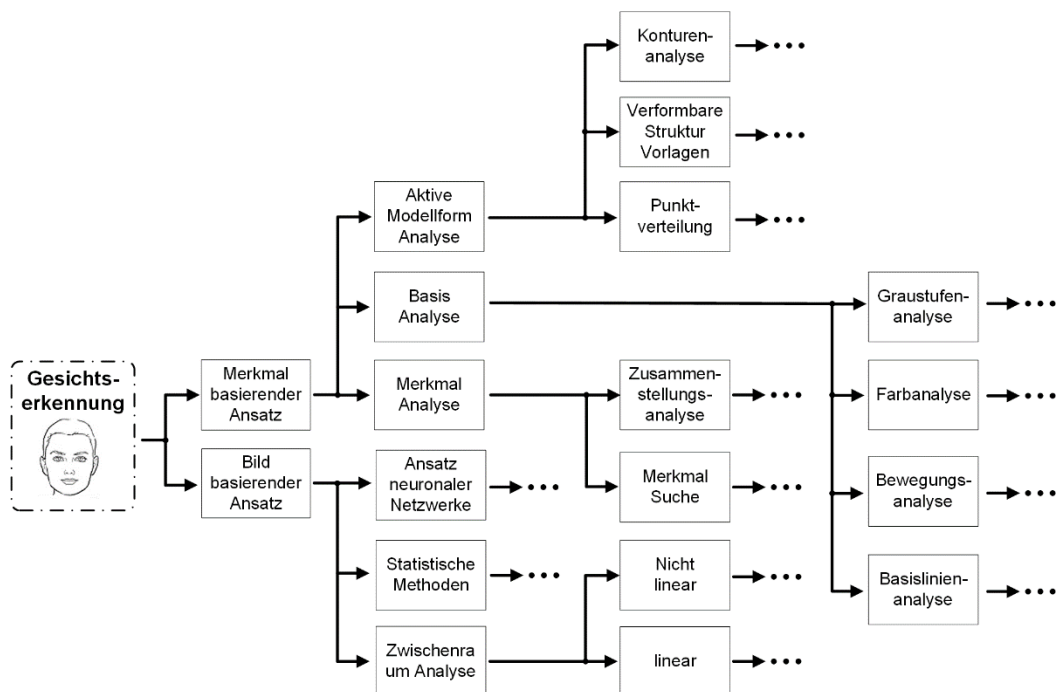 Gesichts-
erkennung
Merkmal
basierender
Ansatz
Bild
basierender
Ansatz
Aktive
Modellform
Analyse
Basis
Analyse
Merkmal
Analyse
Ansatz
neuronaler
Netzwerke
Statistische
Methoden
Zwischenra
um Analyse
Konturen-
analyse
Verformbare
Struktur
Vorlagen
Punkt-
verteilung
Zusammen-
stellungs-
analyse
Merkmal
Suche
Nicht
linear
linear
Graustufen-
analyse
Farbanalyse
Bewegungs-
analyse
Basislinien-
analyse